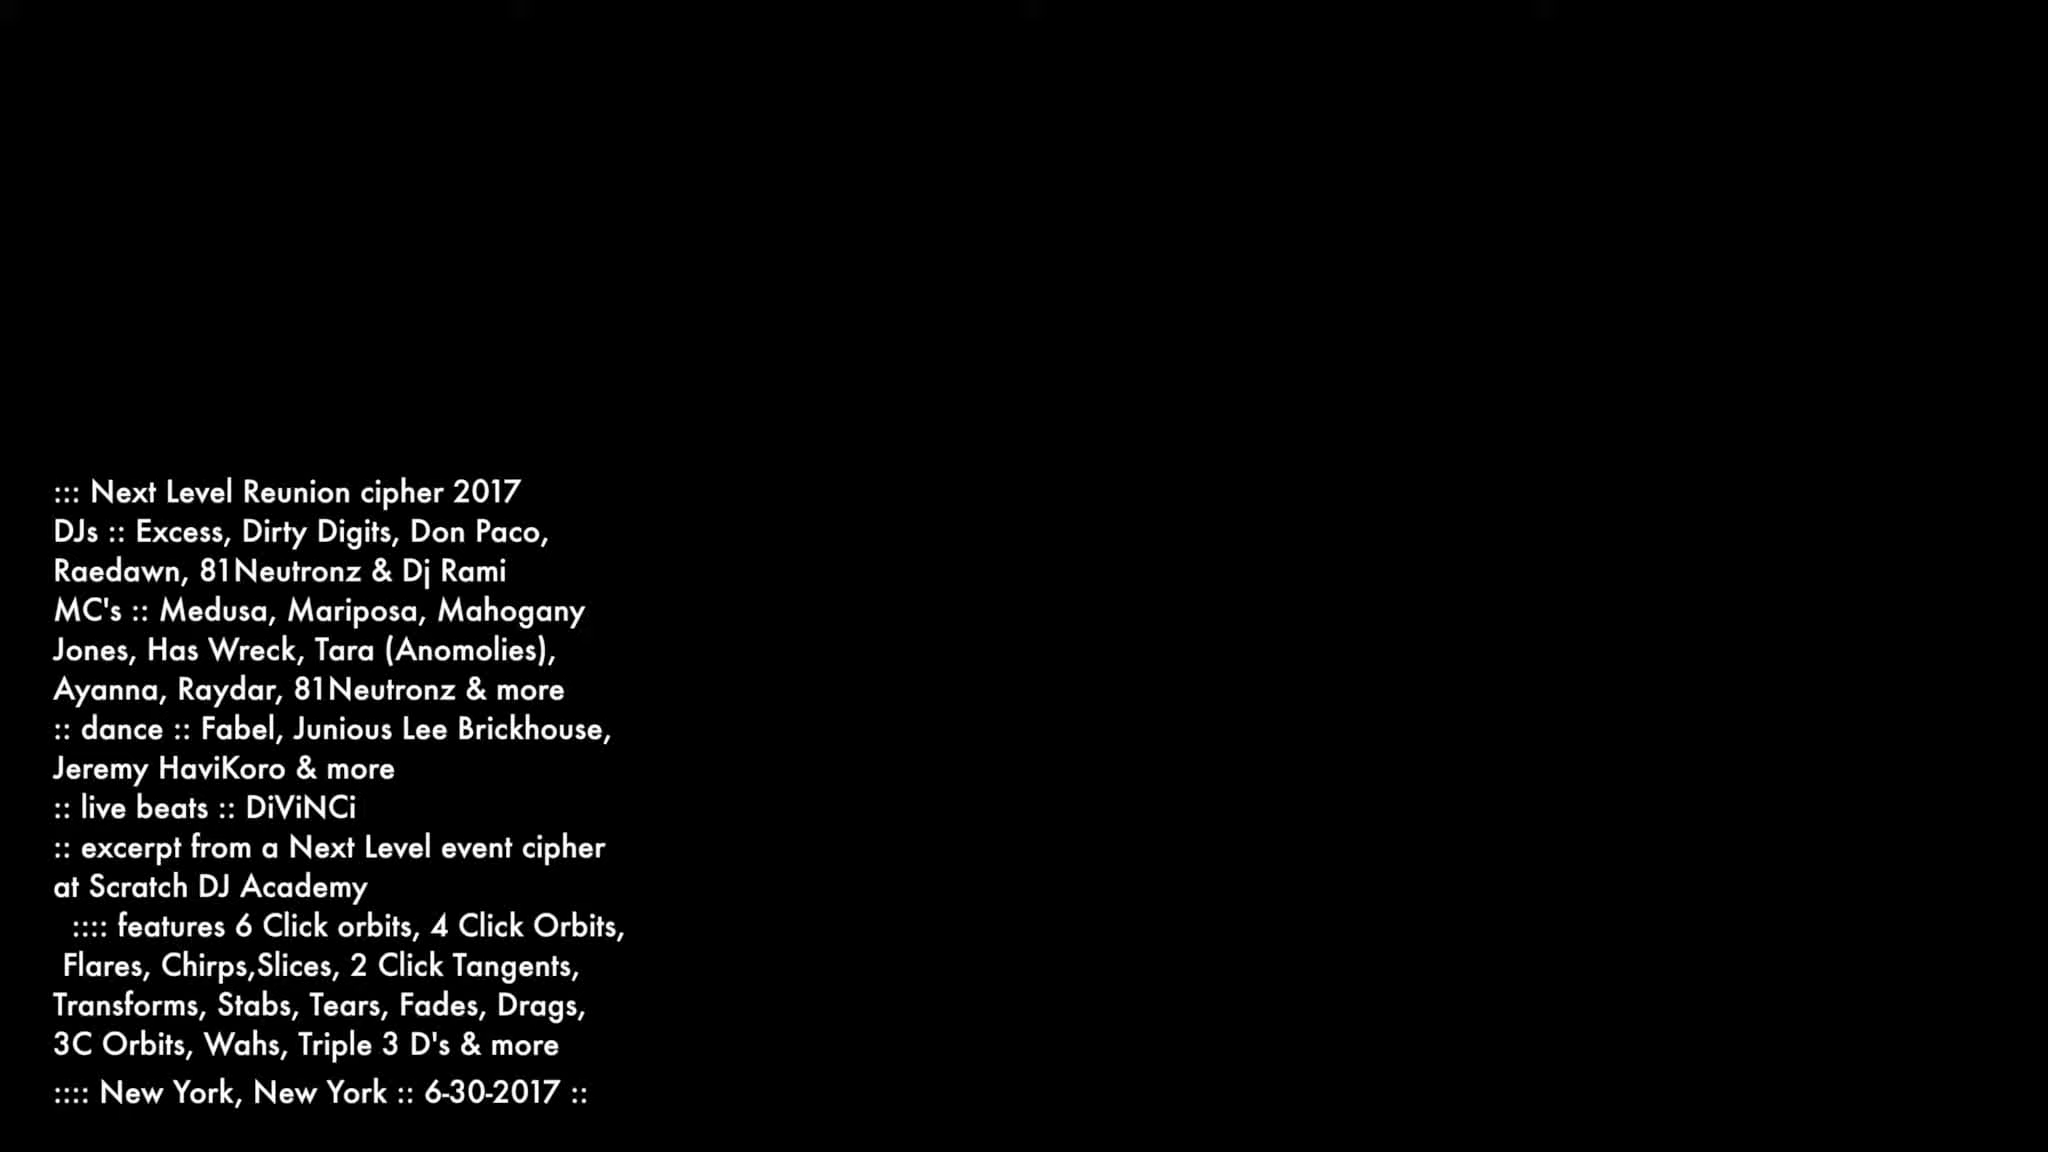 ::: Next Level Reunion cipher 2017
DJs :: Excess, Dirty Digits, Don Paco,
Raedawn, 81Neutronz & Dj Rami
MC's :: Medusa, Mariposa, Mahogany
Jones, Has Wreck, Tara (Anomolies),
Ayanna, Raydar, 81Neutronz & more
:: dance :: Fabel, Junious Lee Brickhouse,
Jeremy HaviKoro & more
:: live beats :: DiViNCi
:: excerpt from a Next Level event cipher
at Scratch DJ Academy
:::: features 6 Click orbits, 4 Click Orbits,
Flares, Chirps,Slices, 2 Click Tangents,
Transforms, Stabs, Tears, Fades, Drags,
3C Orbits, Wahs, Triple 3 D's & more
:::: New York, New York :: 6-30-2017 ::